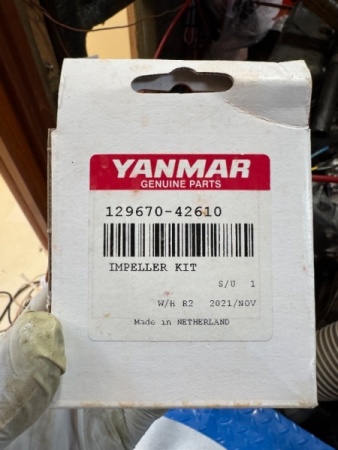 YANMAR
GENUINE PARTS
129670-42610
IMPELLER KIT
S/U 1
W/H R2 2021/NOV
Made in NETHERLAND